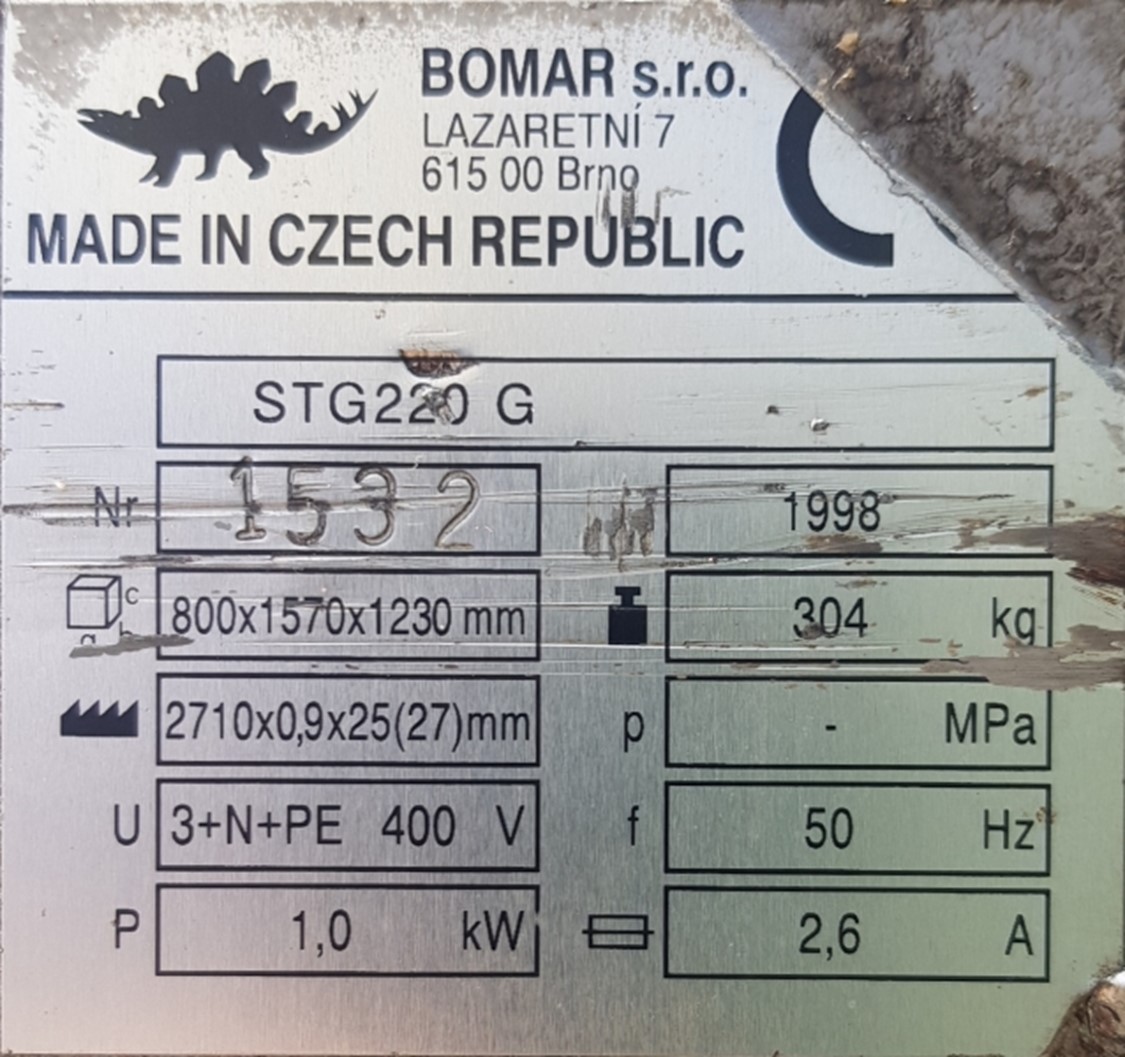 BOMAR s.r.o.
LAZARETNÍ 7
615 00 Brno
MADE IN CZECH REPUBLIC
STG220 G
Nr 1532 1998
c
a b 800x1570x1230 mm 304 kg
2710x0,9x25(27)mm p - MPa
U 3+N+PE 400 V f 50 Hz
P 1,0 kW 2,6 A